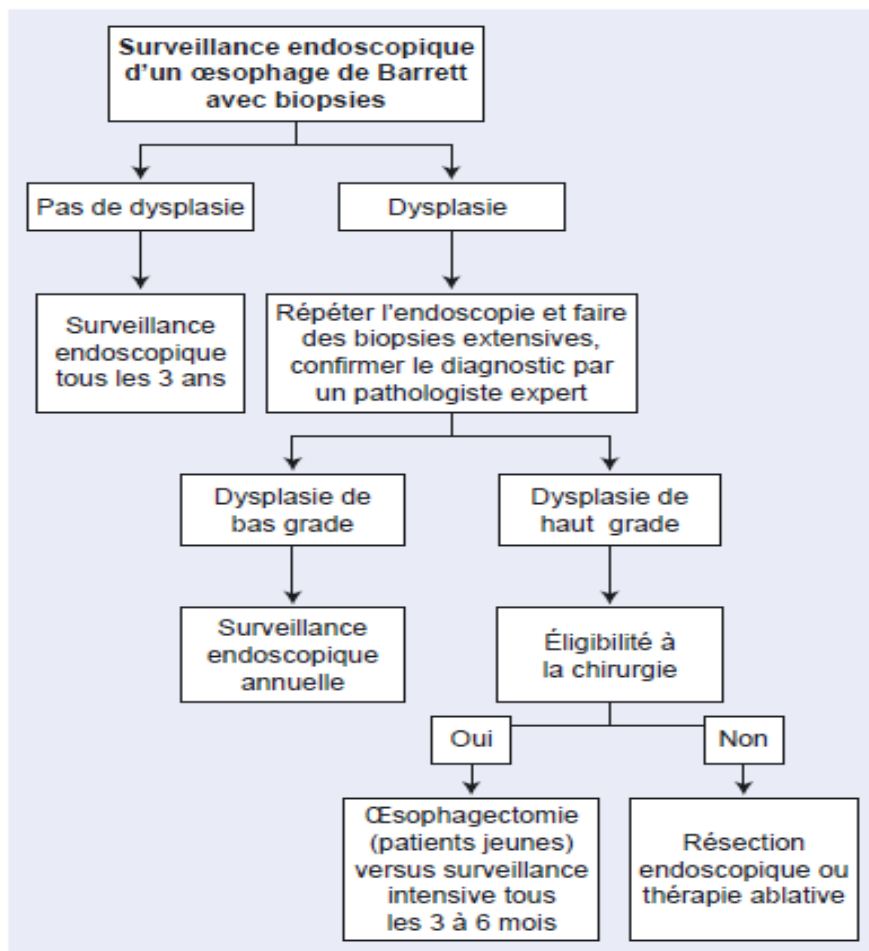 Surveillance endoscopique
d'un œsophage de Barrett
avec biopsies
Pas de dysplasie
Dysplasie
Surveillance
endoscopique
tous les 3 ans
Répéter l'endoscopie et faire
des biopsies extensives,
confirmer le diagnostic par
un pathologiste expert
Dysplasie de
bas grade
Dysplasie de
haut grade
Surveillance
endoscopique
annuelle
Éligibilité à
la chirurgie
Oui
Non
Œsophagectomie
(patients jeunes)
versus surveillance
intensive tous
les 3 à 6 mois
Résection
endoscopique ou
thérapie ablative